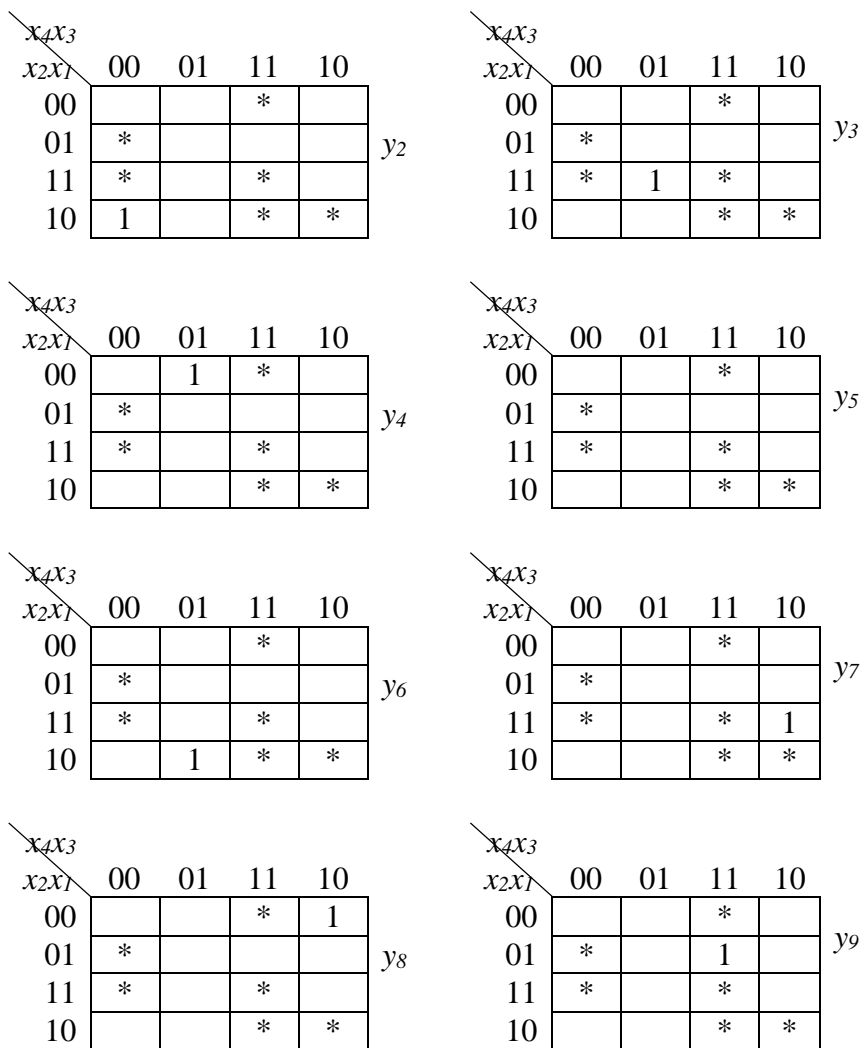 x4x3 x4x3
x2x1 00 01 11 10 x2x1 00 01 11 10
00 * 00 *
01 * y2 01 * y3
11 * * 11 * 1 *
10 1 * * 10 * *
x4x3 x4x3
x2x1 00 01 11 10 x2x1 00 01 11 10
00 1 * 00 *
01 * y4 01 * y5
11 * * 11 * *
10 * * 10 * *
x4x3 x4x3
x2x1 00 01 11 10 x2x1 00 01 11 10
00 * 00 *
01 * y6 01 * y7
11 * * 11 * * 1
10 1 * * 10 * *
x4x3 x4x3
x2x1 00 01 11 10 x2x1 00 01 11 10
00 * 1 00 *
01 * y8 01 * 1 y9
11 * * 11 * *
10 * * 10 * *